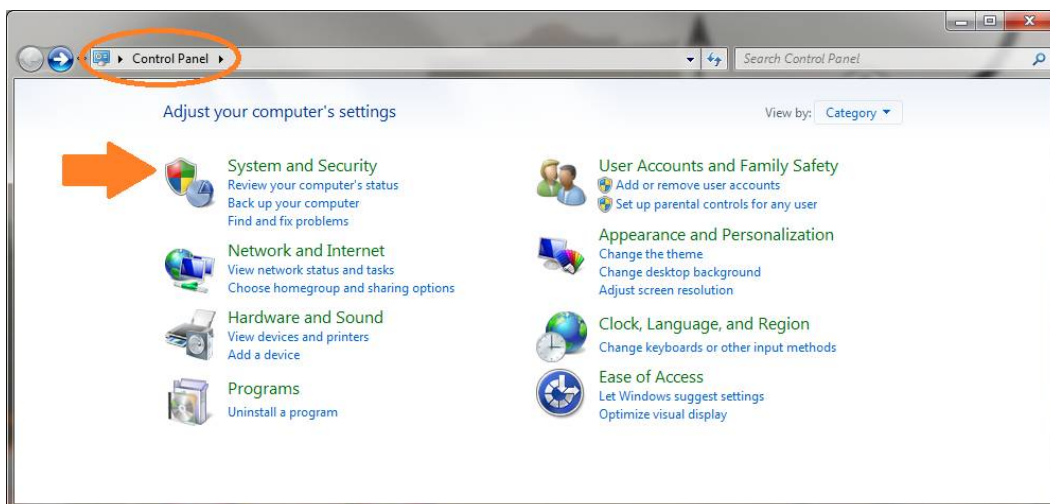 Control Panel
Search Control Panel
Adjust your computer's settings
View by: Category
System and Security
Review your computer's status
Back up your computer
Find and fix problems
Network and Internet
View network status and tasks
Choose homegroup and sharing options
Hardware and Sound
View devices and printers
Add a device
Programs
Uninstall a program
User Accounts and Family Safety
Add or remove user accounts
Set up parental controls for any user
Appearance and Personalization
Change the theme
Change desktop background
Adjust screen resolution
Clock, Language, and Region
Change keyboards or other input methods
Ease of Access
Let Windows suggest settings
Optimize visual display